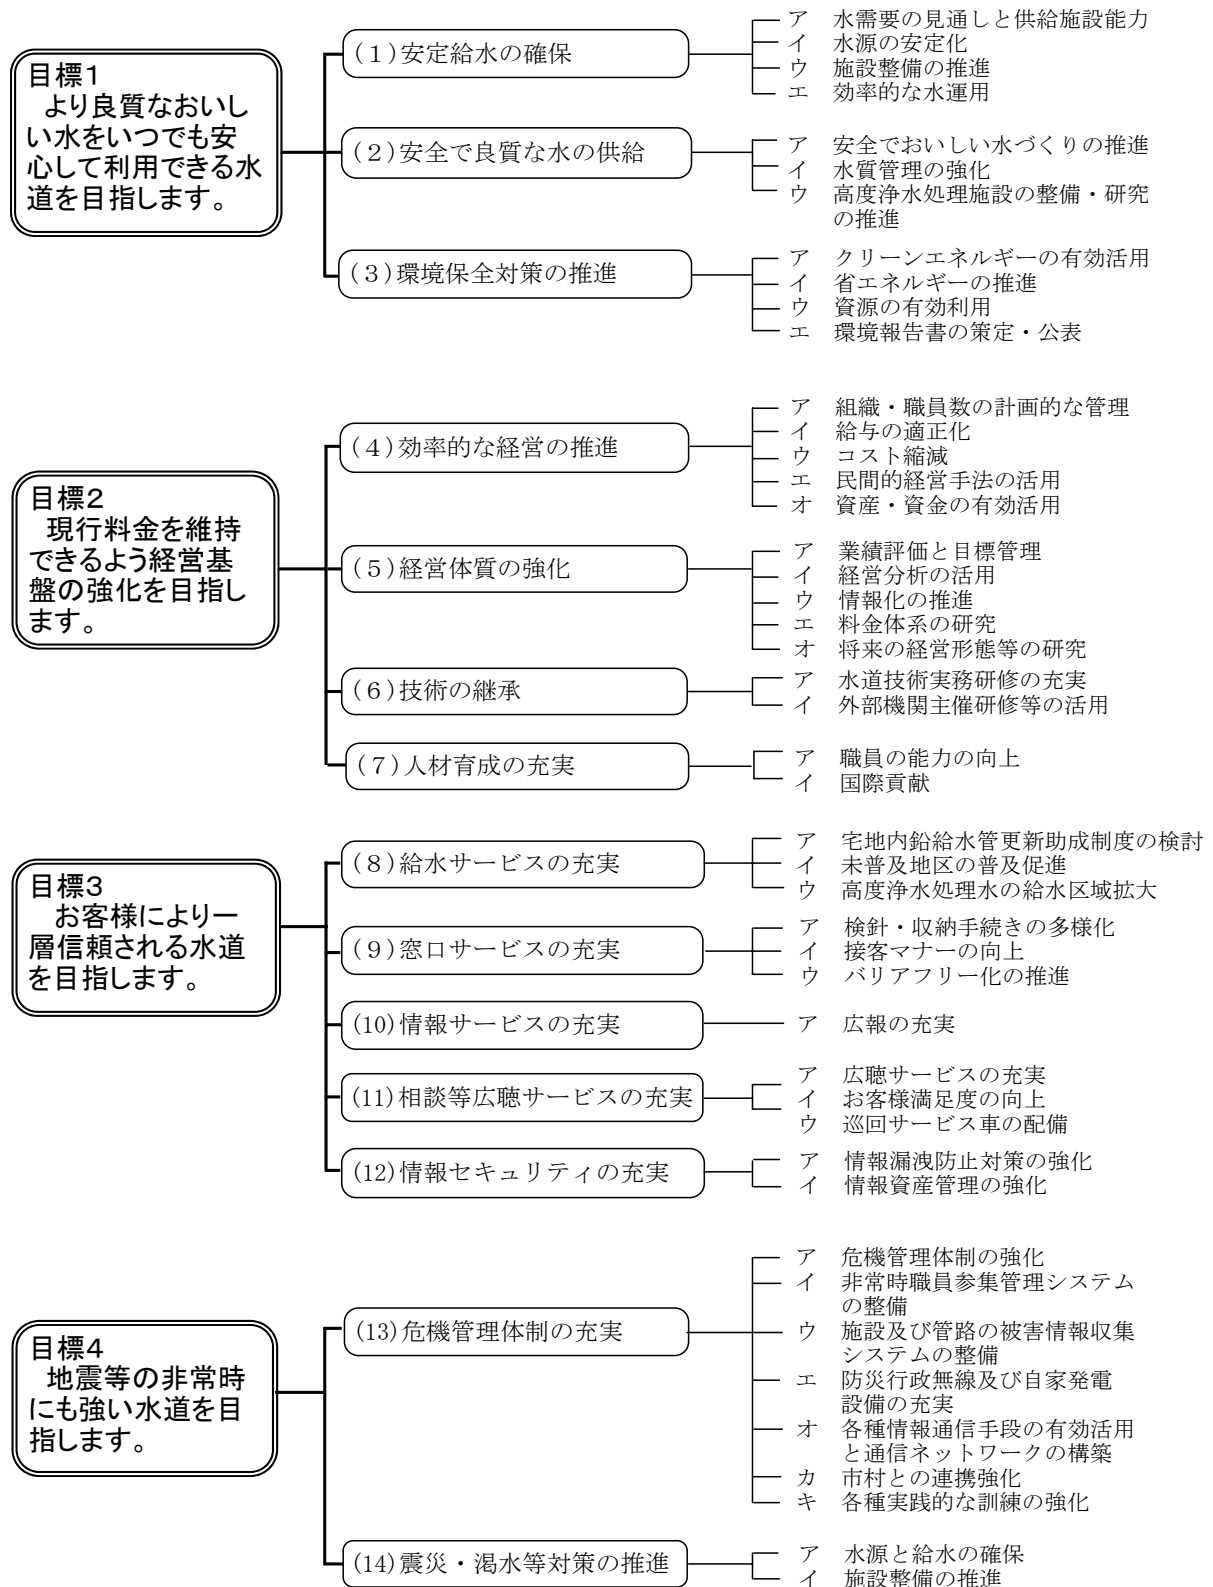 目標1
より良質なおいし
い水をいつでも安
心して利用できる水
道を目指します。
(1)安定給水の確保
ア 水需要の見通しと供給施設能力
イ 水源の安定化
ウ 施設整備の推進
エ 効率的な水運用
(2)安全で良質な水の供給
ア 安全でおいしい水づくりの推進
イ 水質管理の強化
ウ 高度浄水処理施設の整備・研究
の推進
(3)環境保全対策の推進
ア クリーンエネルギーの有効活用
イ 省エネルギーの推進
ウ 資源の有効利用
エ 環境報告書の策定・公表
目標2
現行料金を維持
できるよう経営基
盤の強化を目指し
ます。
(4)効率的な経営の推進
ア 組織・職員数の計画的な管理
イ 給与の適正化
ウ コスト縮減
エ 民間的経営手法の活用
オ 資産・資金の有効活用
(5)経営体質の強化
ア 業績評価と目標管理
イ 経営分析の活用
ウ 情報化の推進
エ 料金体系の研究
オ 将来の経営形態等の研究
(6)技術の継承
ア 水道技術実務研修の充実
イ 外部機関主催研修等の活用
(7)人材育成の充実
ア 職員の能力の向上
イ 国際貢献
目標3
お客様により一
層信頼される水道
を目指します。
(8)給水サービスの充実
ア 宅地内鉛給水管更新助成制度の検討
イ 未普及地区の普及促進
ウ 高度浄水処理水の給水区域拡大
(9)窓口サービスの充実
ア 検針・収納手続きの多様化
イ 接客マナーの向上
ウ バリアフリー化の推進
(10)情報サービスの充実
ア 広報の充実
(11)相談等広聴サービスの充実
ア 広聴サービスの充実
イ お客様満足度の向上
ウ 巡回サービス車の配備
(12)情報セキュリティの充実
ア 情報漏洩防止対策の強化
イ 情報資産管理の強化
目標4
地震等の非常時
にも強い水道を目
指します。
(13)危機管理体制の充実
ア 危機管理体制の強化
イ 非常時職員参集管理システム
の整備
ウ 施設及び管路の被害情報収集
システムの整備
エ 防災行政無線及び自家発電
設備の充実
オ 各種情報通信手段の有効活用
と通信ネットワークの構築
カ 市村との連携強化
キ 各種実践的な訓練の強化
(14)震災・渇水等対策の推進
ア 水源と給水の確保
イ 施設整備の推進